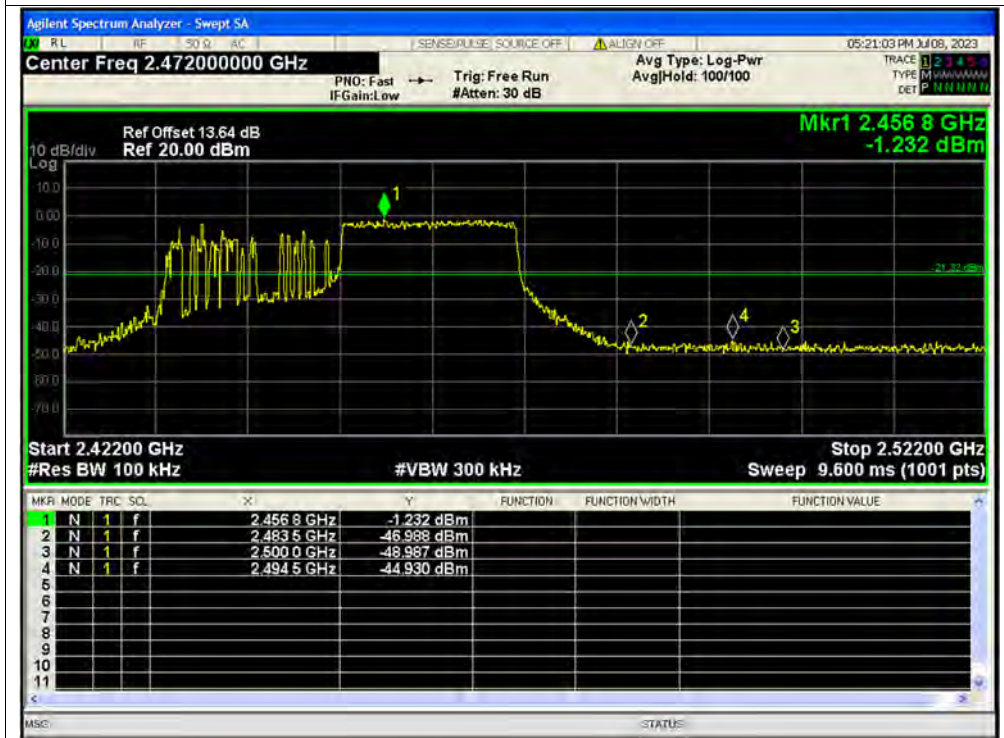 Agilent Spectrum Analyzer - Swept SA
RL RF 50 Ω AC SENSE:PULSE SOURCE OFF ALIGN OFF 05:21:03 PM Jul 08, 2023
Center Freq 2.472000000 GHz
PNO: Fast
IFGain:Low
Trig: Free Run
#Atten: 30 dB
Avg Type: Log-Pwr
Avg|Hold: 100/100
TRACE 1 2 3 4 5 6
TYPE M WWWWW
DET P N N N N N
Mkr1 2.456 8 GHz
-1.232 dBm
Ref Offset 13.64 dB
10 dB/div Ref 20.00 dBm
Log
10.0
0.00
-10.0
-20.0
-30.0
-40.0
-50.0
-60.0
-70.0
1
-21.32 dBm
2
4
3
Start 2.42200 GHz Stop 2.52200 GHz
#Res BW 100 kHz #VBW 300 kHz Sweep 9.600 ms (1001 pts)
MKR MODE TRC SCL X Y FUNCTION FUNCTION WIDTH FUNCTION VALUE
1 N 1 f 2.456 8 GHz -1.232 dBm
2 N 1 f 2.483 5 GHz -46.988 dBm
3 N 1 f 2.500 0 GHz -48.987 dBm
4 N 1 f 2.494 5 GHz -44.930 dBm
5
6
7
8
9
10
11
MSG STATUS